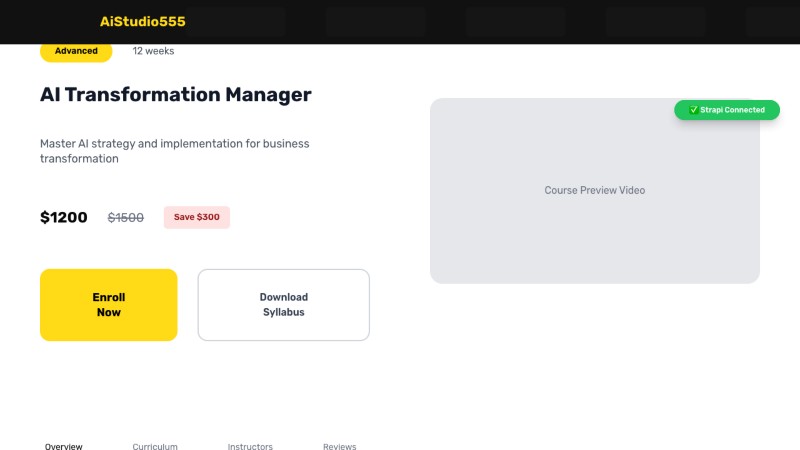 AiStudio555
Advanced
12 weeks
AI Transformation Manager
✅ Strapi Connected
Master AI strategy and implementation for business
transformation
Course Preview Video
$1200
$1500
Save $300
Enroll
Now
Download
Syllabus
Overview
Curriculum
Instructors
Reviews